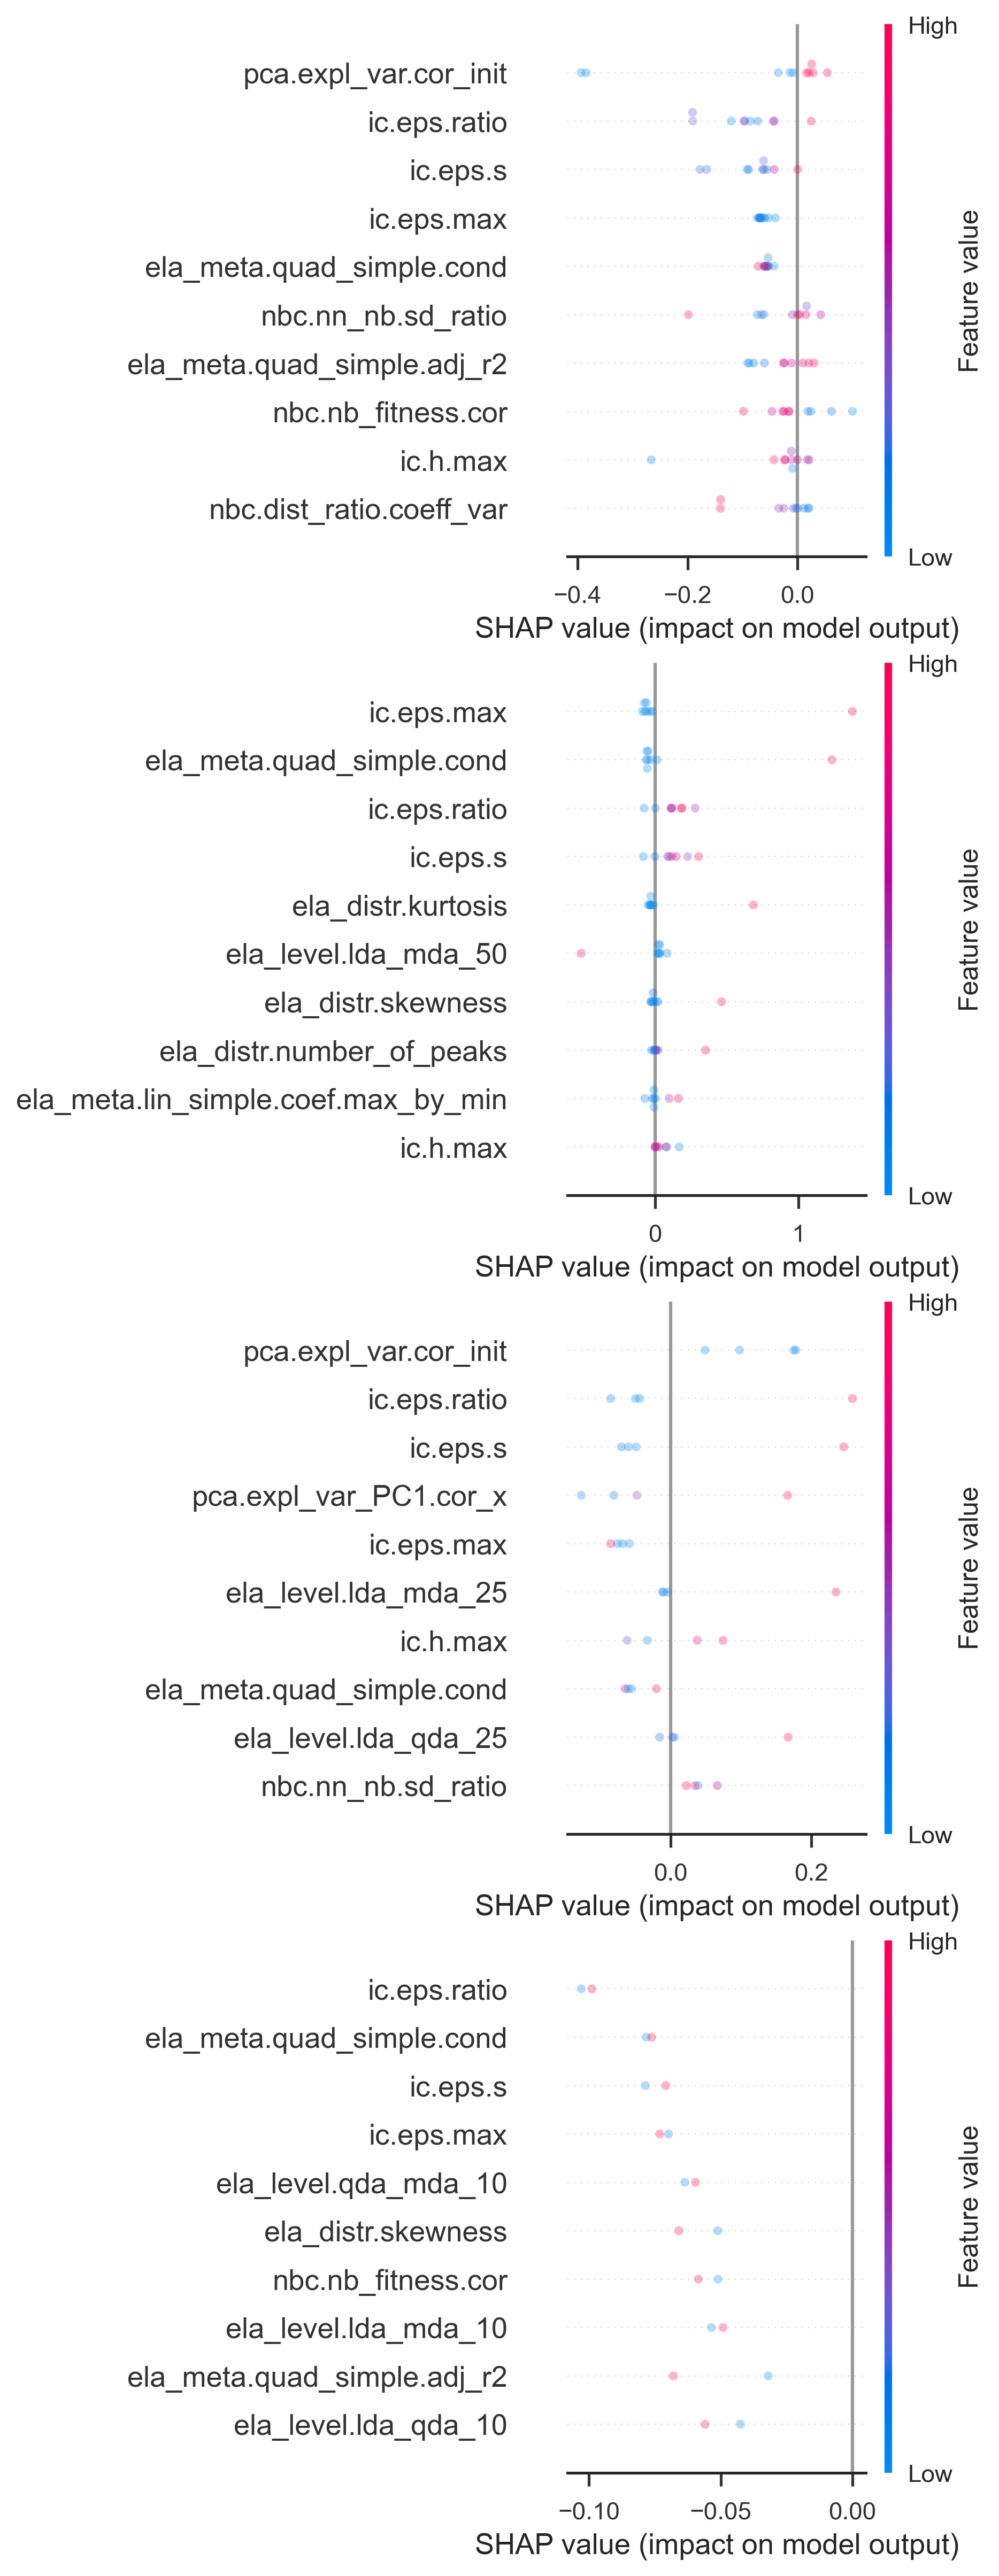 High
pca.expl_var.cor_init
ic.eps.ratio
ic.eps.s
ic.eps.max
ela_meta.quad_simple.cond
nbc.nn_nb.sd_ratio
ela_meta.quad_simple.adj_r2
nbc.nb_fitness.cor
ic.h.max
nbc.dist_ratio.coeff_var
Feature value
Low
−0.4 −0.2 0.0
SHAP value (impact on model output)
High
ic.eps.max
ela_meta.quad_simple.cond
ic.eps.ratio
ic.eps.s
ela_distr.kurtosis
ela_level.lda_mda_50
ela_distr.skewness
ela_distr.number_of_peaks
ela_meta.lin_simple.coef.max_by_min
ic.h.max
Feature value
Low
0 1
SHAP value (impact on model output)
High
pca.expl_var.cor_init
ic.eps.ratio
ic.eps.s
pca.expl_var_PC1.cor_x
ic.eps.max
ela_level.lda_mda_25
ic.h.max
ela_meta.quad_simple.cond
ela_level.lda_qda_25
nbc.nn_nb.sd_ratio
Feature value
Low
0.0 0.2
SHAP value (impact on model output)
High
ic.eps.ratio
ela_meta.quad_simple.cond
ic.eps.s
ic.eps.max
ela_level.qda_mda_10
ela_distr.skewness
nbc.nb_fitness.cor
ela_level.lda_mda_10
ela_meta.quad_simple.adj_r2
ela_level.lda_qda_10
Feature value
Low
−0.10 −0.05 0.00
SHAP value (impact on model output)